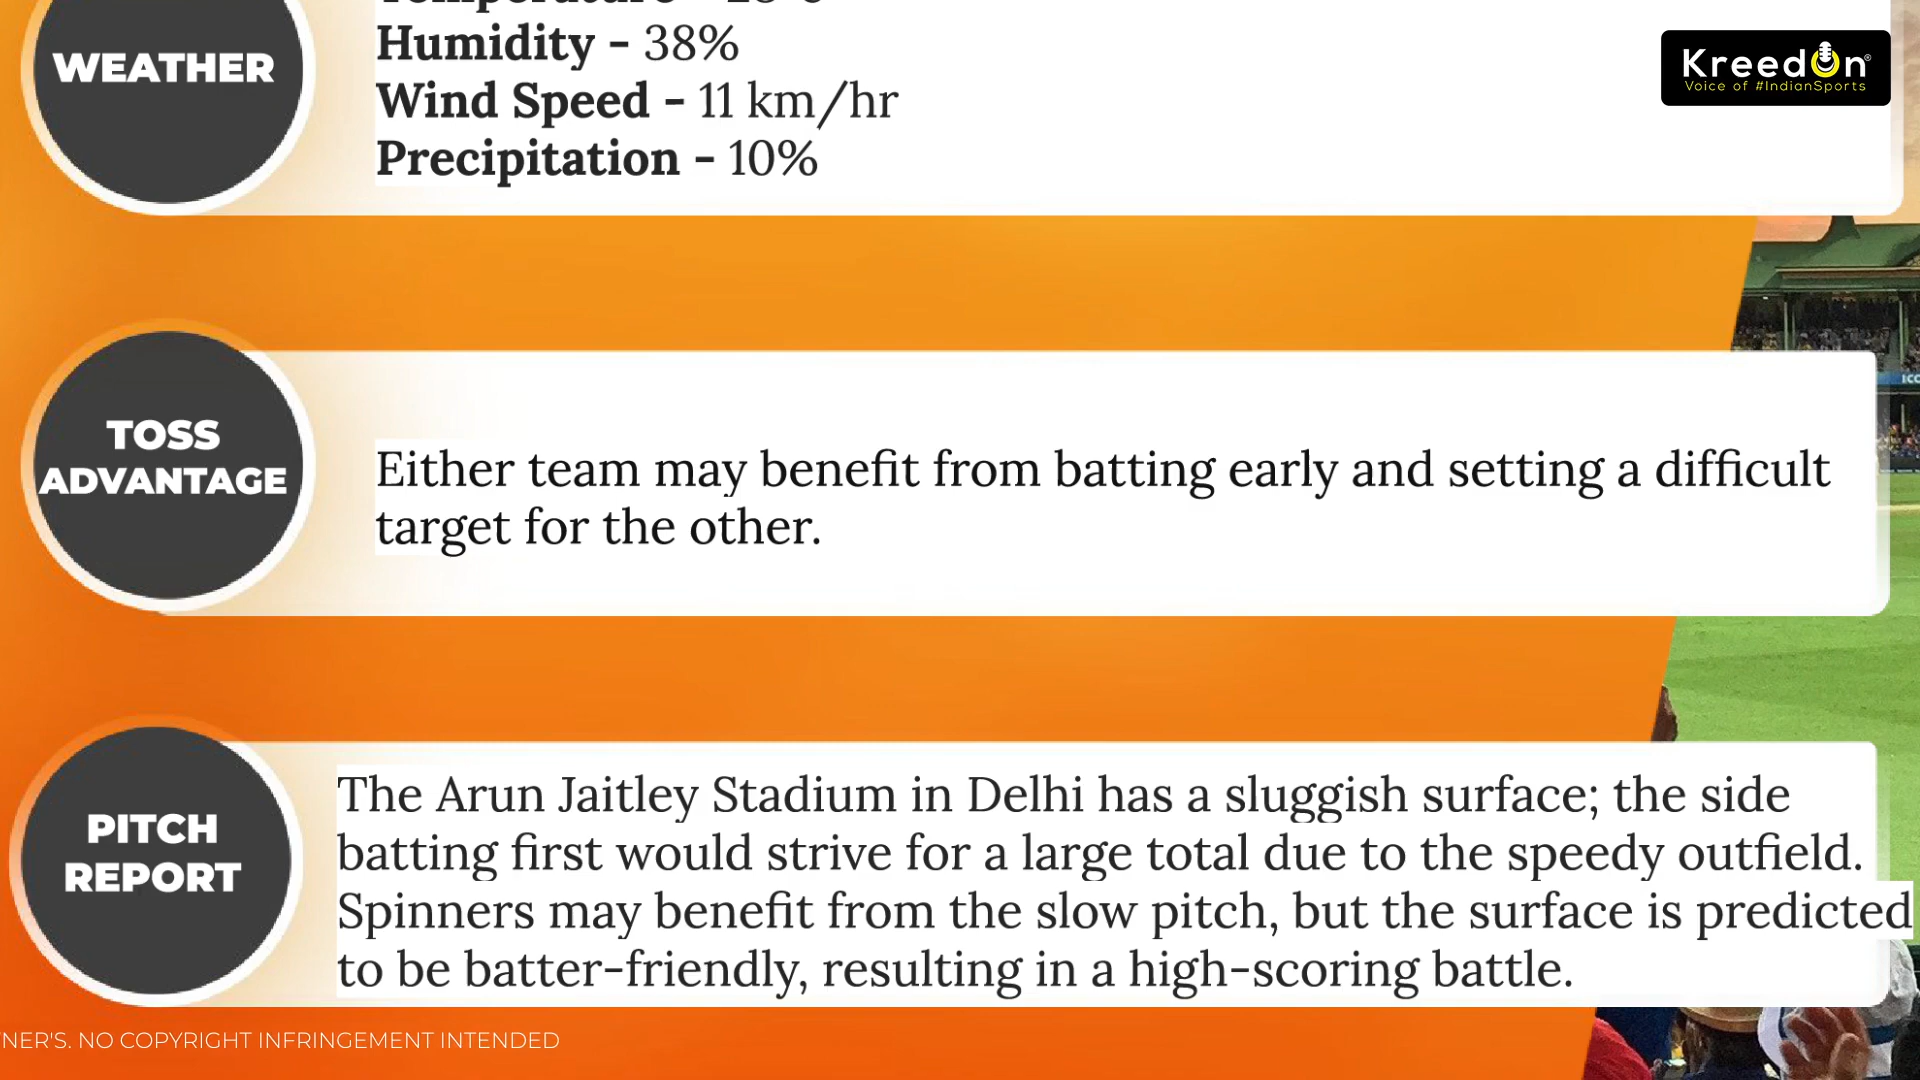 WEATHER
Humidity - 38%
Wind Speed - 11 km/hr
Precipitation - 10%
KreedOn®
Voice of #IndianSports
TOSS
ADVANTAGE
Either team may benefit from batting early and setting a difficult
target for the other.
ICC
PITCH
REPORT
The Arun Jaitley Stadium in Delhi has a sluggish surface; the side
batting first would strive for a large total due to the speedy outfield.
Spinners may benefit from the slow pitch, but the surface is predicted
to be batter-friendly, resulting in a high-scoring battle.
NER'S. NO COPYRIGHT INFRINGEMENT INTENDED